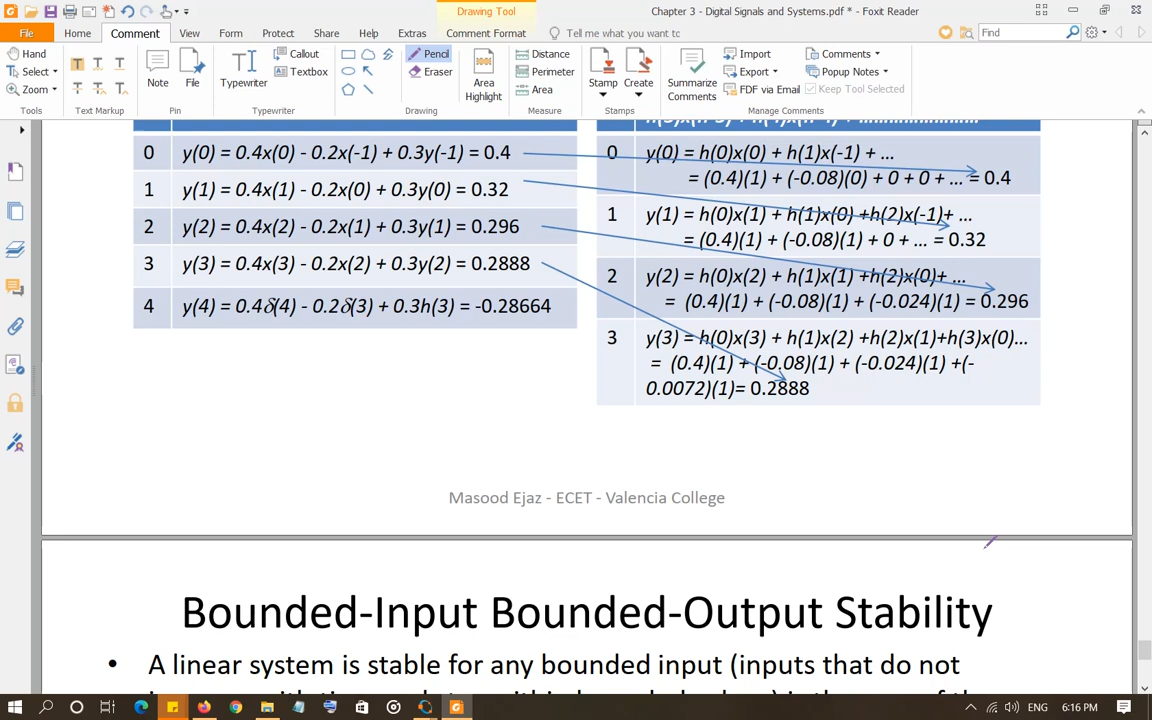 Drawing Tool
Chapter 3 - Digital Signals and Systems.pdf * - Foxit Reader
File Home Comment View Form Protect Share Extras Help Comment Format Tell me what you want to Find
Hand
Select
Zoom
Tools
Text Markup
Note
File
Pin
Typewriter
Callout
Textbox
Typewriter
Pencil
Eraser
Area Highlight
Drawing
Distance
Perimeter
Area
Measure
Stamp
Create
Stamps
Summarize Comments
Import
Export
FDF via Email
Comments
Popup Notes
Keep Tool Selected
Manage Comments
0 y(0) = 0.4x(0) - 0.2x(-1) + 0.3y(-1) = 0.4
1 y(1) = 0.4x(1) - 0.2x(0) + 0.3y(0) = 0.32
2 y(2) = 0.4x(2) - 0.2x(1) + 0.3y(1) = 0.296
3 y(3) = 0.4x(3) - 0.2x(2) + 0.3y(2) = 0.2888
4 y(4) = 0.4δ(4) - 0.2δ(3) + 0.3h(3) = -0.28664
0 y(0) = h(0)x(0) + h(1)x(-1) + ...
= (0.4)(1) + (-0.08)(0) + 0 + 0 + ... = 0.4
1 y(1) = h(0)x(1) + h(1)x(0) +h(2)x(-1)+ ...
= (0.4)(1) + (-0.08)(1) + 0 + ... = 0.32
2 y(2) = h(0)x(2) + h(1)x(1) +h(2)x(0)+ ...
= (0.4)(1) + (-0.08)(1) + (-0.024)(1) = 0.296
3 y(3) = h(0)x(3) + h(1)x(2) +h(2)x(1)+h(3)x(0)...
= (0.4)(1) + (-0.08)(1) + (-0.024)(1) +(-
0.0072)(1)= 0.2888
Masood Ejaz - ECET - Valencia College
Bounded-Input Bounded-Output Stability
• A linear system is stable for any bounded input (inputs that do not
ENG 6:16 PM